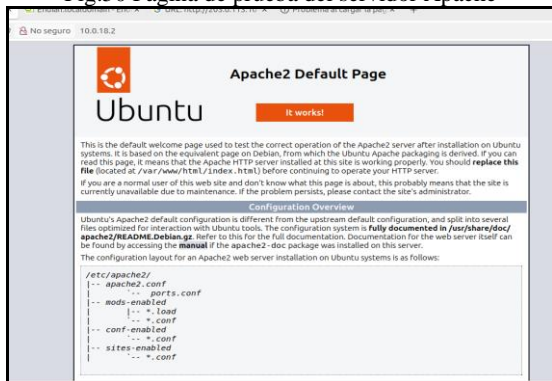 Fig.30 Página de prueba del servidor Apache
No seguro 10.0.18.2
Apache2 Default Page
Ubuntu
It works!
This is the default welcome page used to test the correct operation of the Apache2 server after installation on Ubuntu
systems. It is based on the equivalent page on Debian, from which the Ubuntu Apache packaging is derived. If you can
read this page, it means that the Apache HTTP server installed at this site is working properly. You should replace this
file (located at /var/www/html/index.html) before continuing to operate your HTTP server.
If you are a normal user of this web site and don't know what this page is about, this probably means that the site is
currently unavailable due to maintenance. If the problem persists, please contact the site's administrator.
Configuration Overview
Ubuntu's Apache2 default configuration is different from the upstream default configuration, and split into several
files optimized for interaction with Ubuntu tools. The configuration system is fully documented in /usr/share/doc/
apache2/README.Debian.gz. Refer to this for the full documentation. Documentation for the web server itself can
be found by accessing the manual if the apache2-doc package was installed on this server.
The configuration layout for an Apache2 web server installation on Ubuntu systems is as follows:
/etc/apache2/
|-- apache2.conf
|       `--  ports.conf
|-- mods-enabled
|       |-- *.load
|       `-- *.conf
|-- conf-enabled
|       `-- *.conf
|-- sites-enabled
|       `-- *.conf